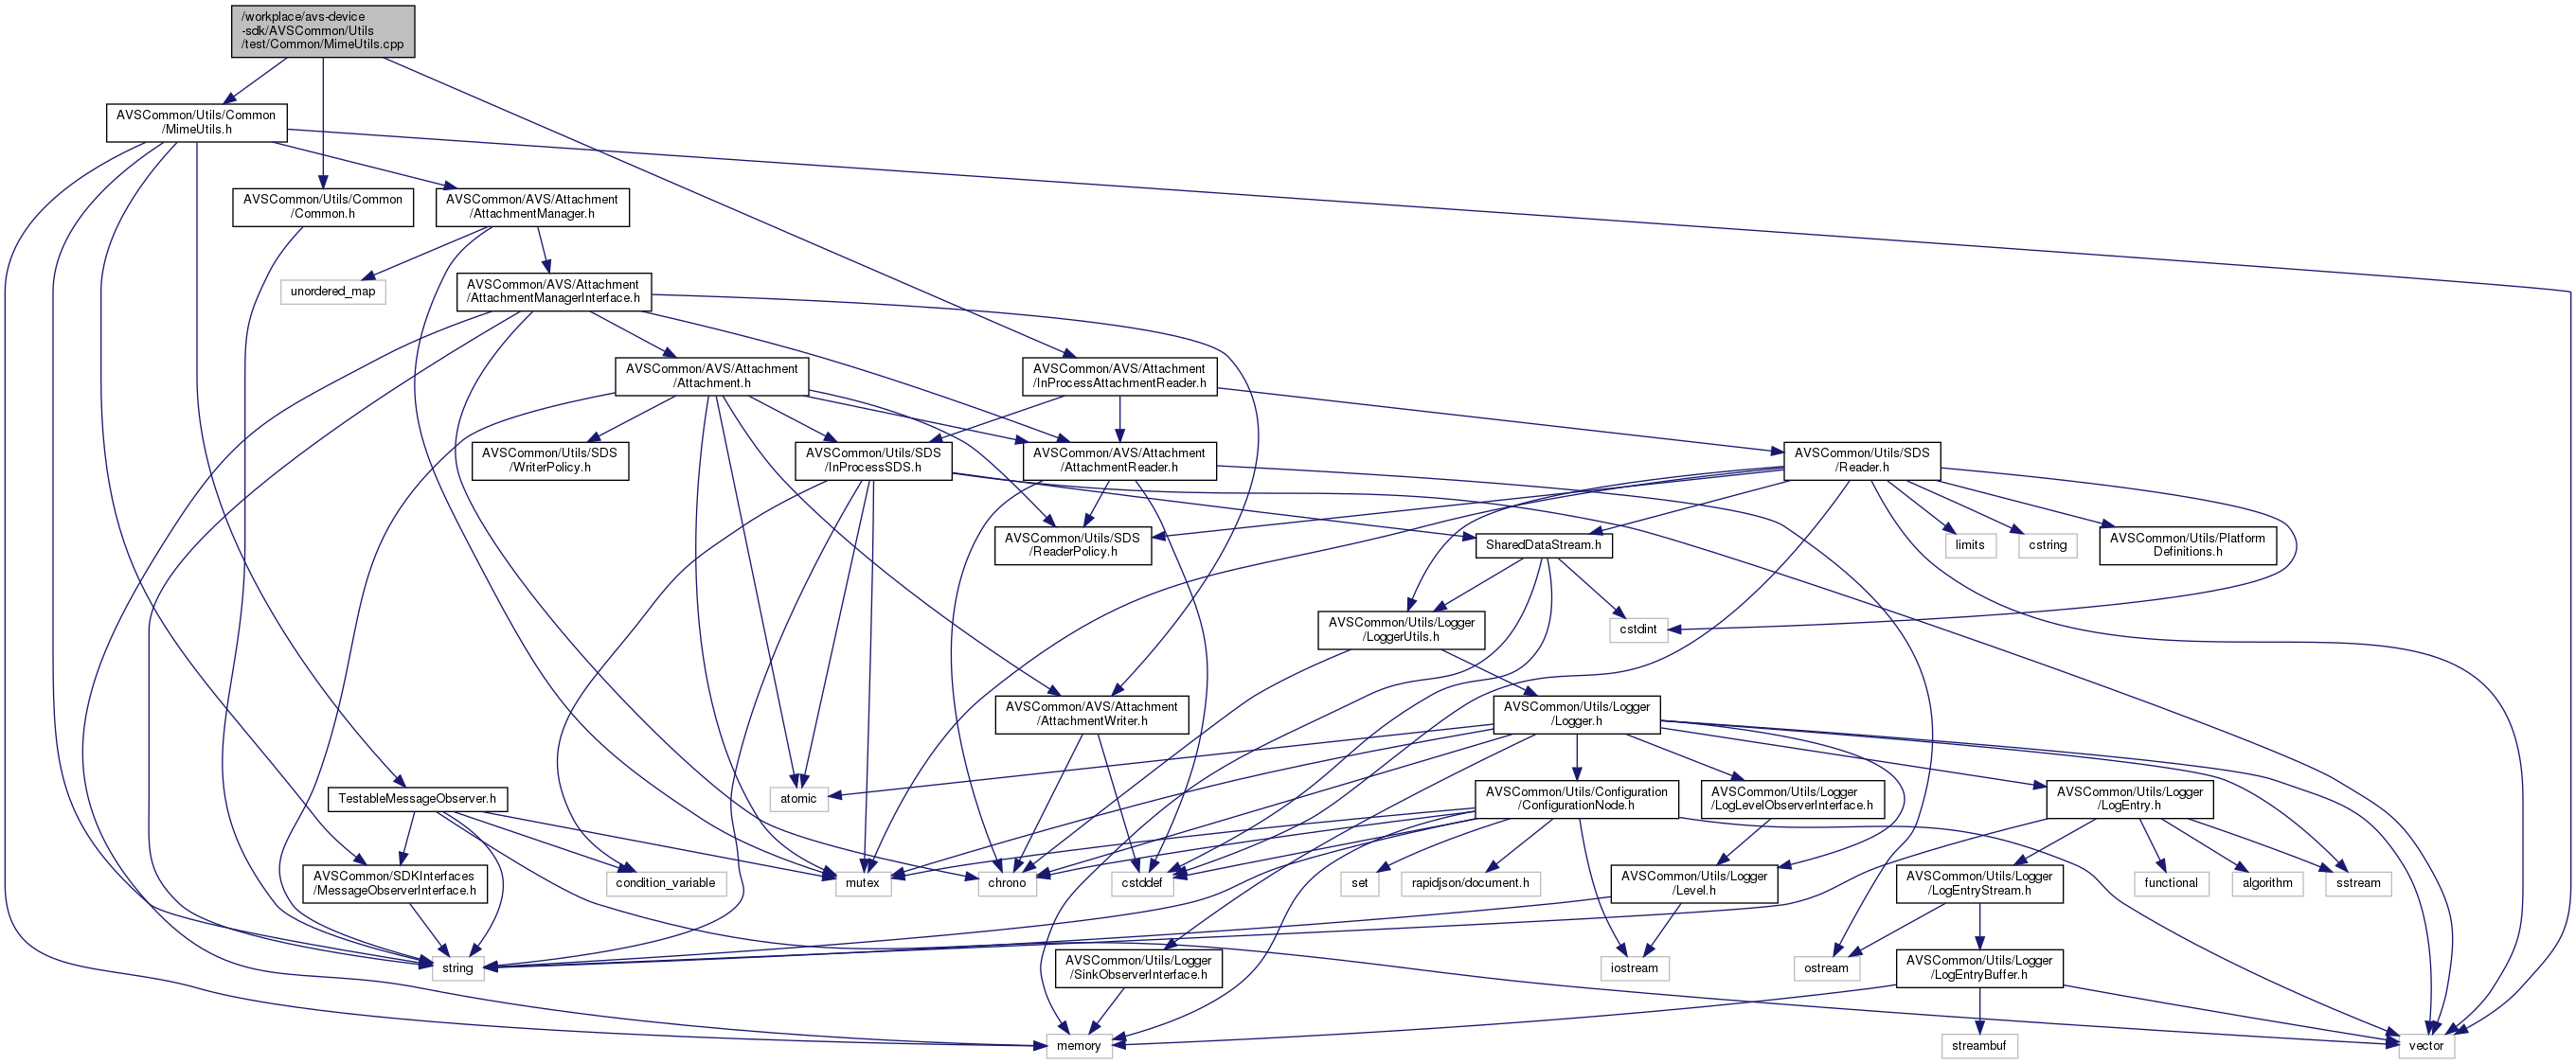 /workplace/avs-device
-sdk/AVSCommon/Utils
/test/Common/MimeUtils.cpp
AVSCommon/Utils/Common
/MimeUtils.h
AVSCommon/Utils/Common
/Common.h
AVSCommon/AVS/Attachment
/AttachmentManager.h
unordered_map
AVSCommon/AVS/Attachment
/AttachmentManagerInterface.h
AVSCommon/AVS/Attachment
/Attachment.h
AVSCommon/AVS/Attachment
/InProcessAttachmentReader.h
AVSCommon/Utils/SDS
/WriterPolicy.h
AVSCommon/Utils/SDS
/InProcessSDS.h
AVSCommon/AVS/Attachment
/AttachmentReader.h
AVSCommon/Utils/SDS
/Reader.h
AVSCommon/Utils/SDS
/ReaderPolicy.h
SharedDataStream.h
limits
cstring
AVSCommon/Utils/Platform
Definitions.h
AVSCommon/Utils/Logger
/LoggerUtils.h
cstdint
AVSCommon/AVS/Attachment
/AttachmentWriter.h
AVSCommon/Utils/Logger
/Logger.h
TestableMessageObserver.h
atomic
AVSCommon/Utils/Configuration
/ConfigurationNode.h
AVSCommon/Utils/Logger
/LogLevelObserverInterface.h
AVSCommon/Utils/Logger
/LogEntry.h
AVSCommon/SDKInterfaces
/MessageObserverInterface.h
condition_variable
mutex
chrono
cstddef
set
rapidjson/document.h
AVSCommon/Utils/Logger
/Level.h
AVSCommon/Utils/Logger
/LogEntryStream.h
functional
algorithm
sstream
string
AVSCommon/Utils/Logger
/SinkObserverInterface.h
iostream
ostream
AVSCommon/Utils/Logger
/LogEntryBuffer.h
memory
streambuf
vector